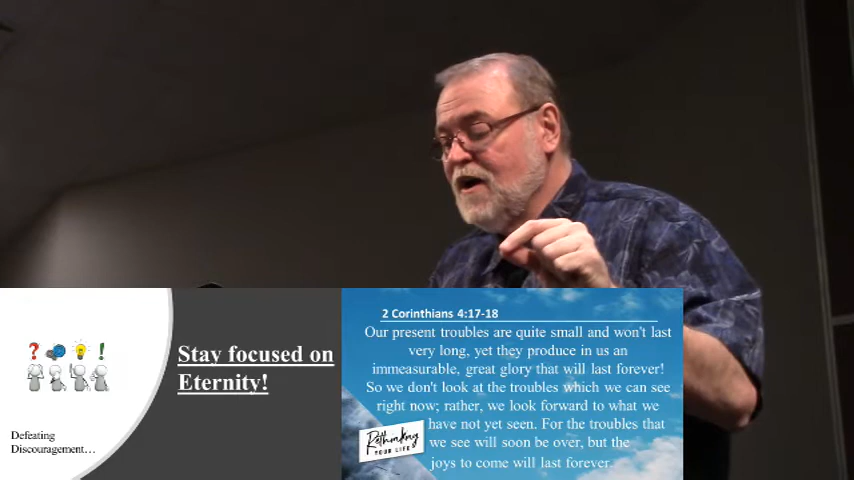 Defeating
Discouragement...
Stay focused on
Eternity!
2 Corinthians 4:17-18
Our present troubles are quite small and won't last
very long, yet they produce in us an
immeasurable, great glory that will last forever!
So we don't look at the troubles which we can see
right now; rather, we look forward to what we
have not yet seen. For the troubles that
we see will soon be over, but the
joys to come will last forever.
Rethinking
YOUR LIFE